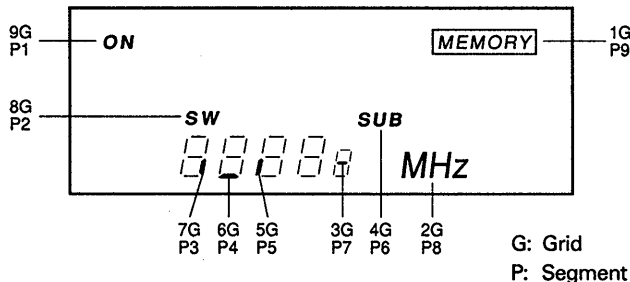 9G
P1
ON
MEMORY
1G
P9
8G
P2
SW
SUB
MHz
7G
P3
6G
P4
5G
P5
3G
P7
4G
P6
2G
P8
G: Grid
P: Segment